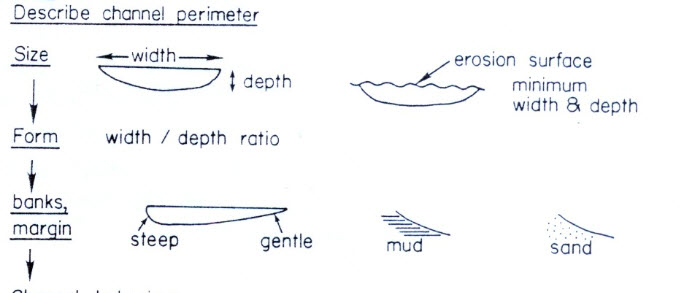 Describe channel perimeter
Size
width
depth
erosion surface
minimum
width & depth
Form
width / depth ratio
banks,
margin
steep
gentle
mud
sand